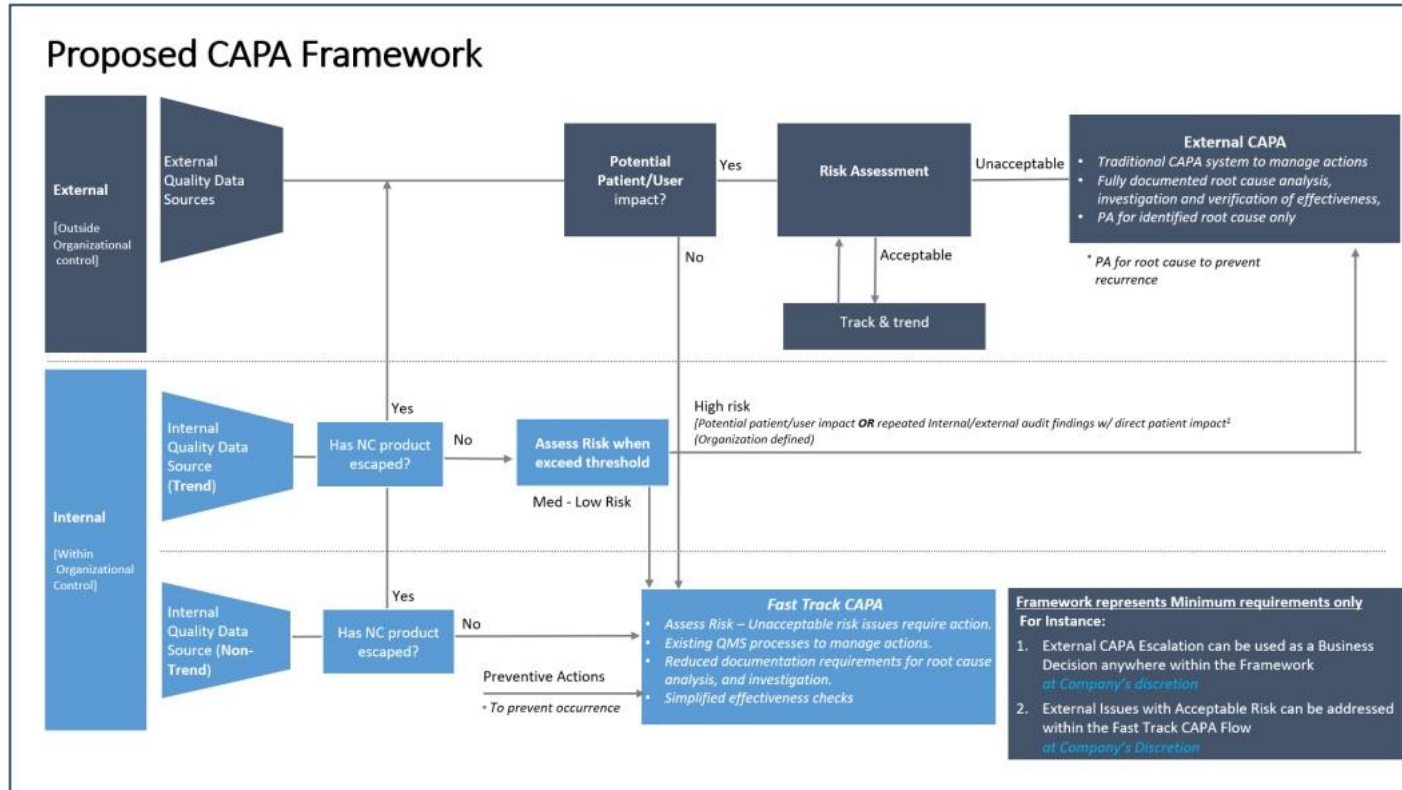 Proposed CAPA Framework
External
[Outside
Organizational
control]
External
Quality Data
Sources
Potential
Patient/User
impact?
Yes
No
Risk Assessment
Unacceptable
Acceptable
Track & trend
External CAPA
• Traditional CAPA system to manage actions
• Fully documented root cause analysis,
investigation and verification of effectiveness,
• PA for identified root cause only
* PA for root cause to prevent
recurrence
Internal
[Within
Organizational
Control]
Internal
Quality Data
Source
(Trend)
Yes
Has NC product
escaped?
No
Assess Risk when
exceed threshold
High risk
[Potential patient/user impact OR repeated Internal/external audit findings w/ direct patient impact¹
(Organization defined)
Med - Low Risk
Internal
Quality Data
Source (Non-
Trend)
Yes
Has NC product
escaped?
No
Preventive Actions
• To prevent occurrence
Fast Track CAPA
• Assess Risk – Unacceptable risk issues require action.
• Existing QMS processes to manage actions.
• Reduced documentation requirements for root cause
analysis, and investigation.
• Simplified effectiveness checks
Framework represents Minimum requirements only
For Instance:
1. External CAPA Escalation can be used as a Business
Decision anywhere within the Framework
at Company's discretion
2. External Issues with Acceptable Risk can be addressed
within the Fast Track CAPA Flow
at Company's Discretion